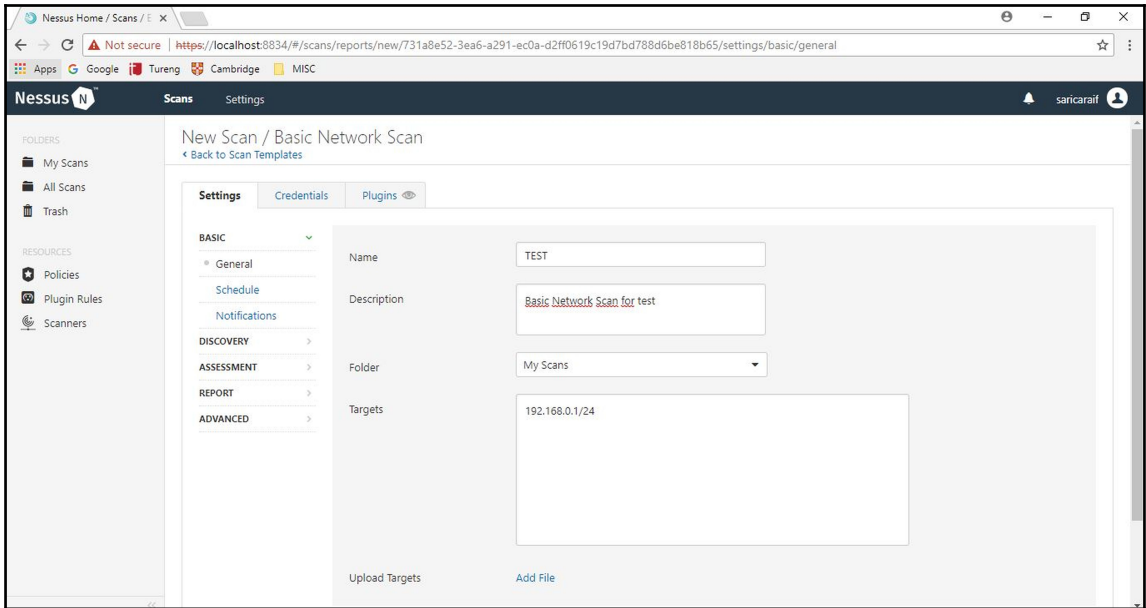 Nessus Home / Scans / E
Not secure | https://localhost:8834/#/scans/reports/new/731a8e52-3ea6-a291-ec0a-d2ff0619c19d7bd788d6be818b65/settings/basic/general
Apps Google Tureng Cambridge MISC
Nessus N Scans Settings saricaraif
New Scan / Basic Network Scan
Back to Scan Templates
FOLDERS
My Scans
All Scans
Trash
RESOURCES
Policies
Plugin Rules
Scanners
Settings Credentials Plugins
BASIC
General
Schedule
Notifications
DISCOVERY
ASSESSMENT
REPORT
ADVANCED
Name TEST
Description Basic Network Scan for test
Folder My Scans
Targets 192.168.0.1/24
Upload Targets Add File